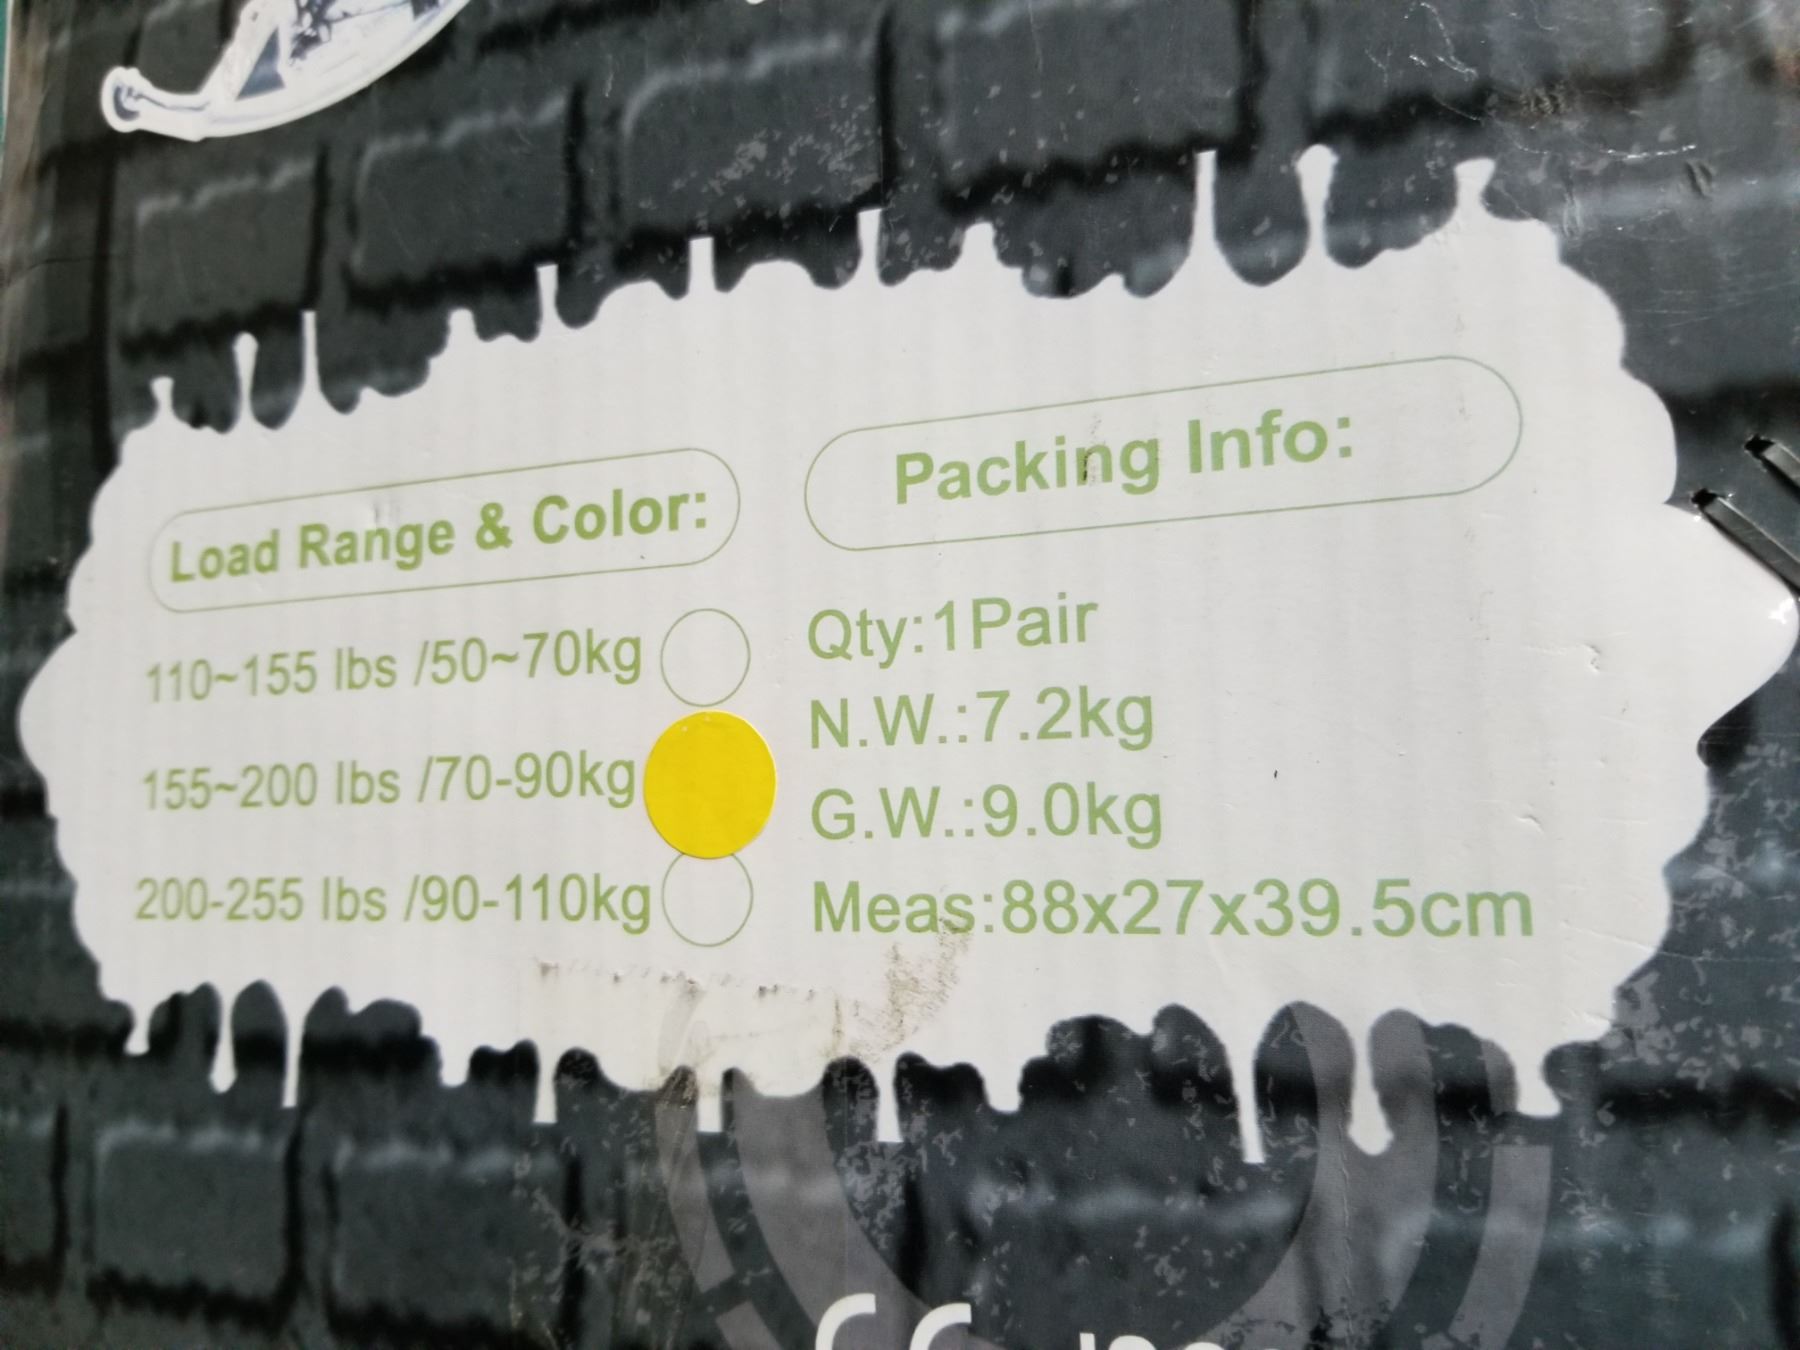 Load Range & Color:
110~155 lbs /50~70kg
155~200 lbs /70-90kg
200-255 lbs /90-110kg
Packing Info:
Qty:1Pair
N.W.:7.2kg
G.W.:9.0kg
Meas:88x27x39.5cm